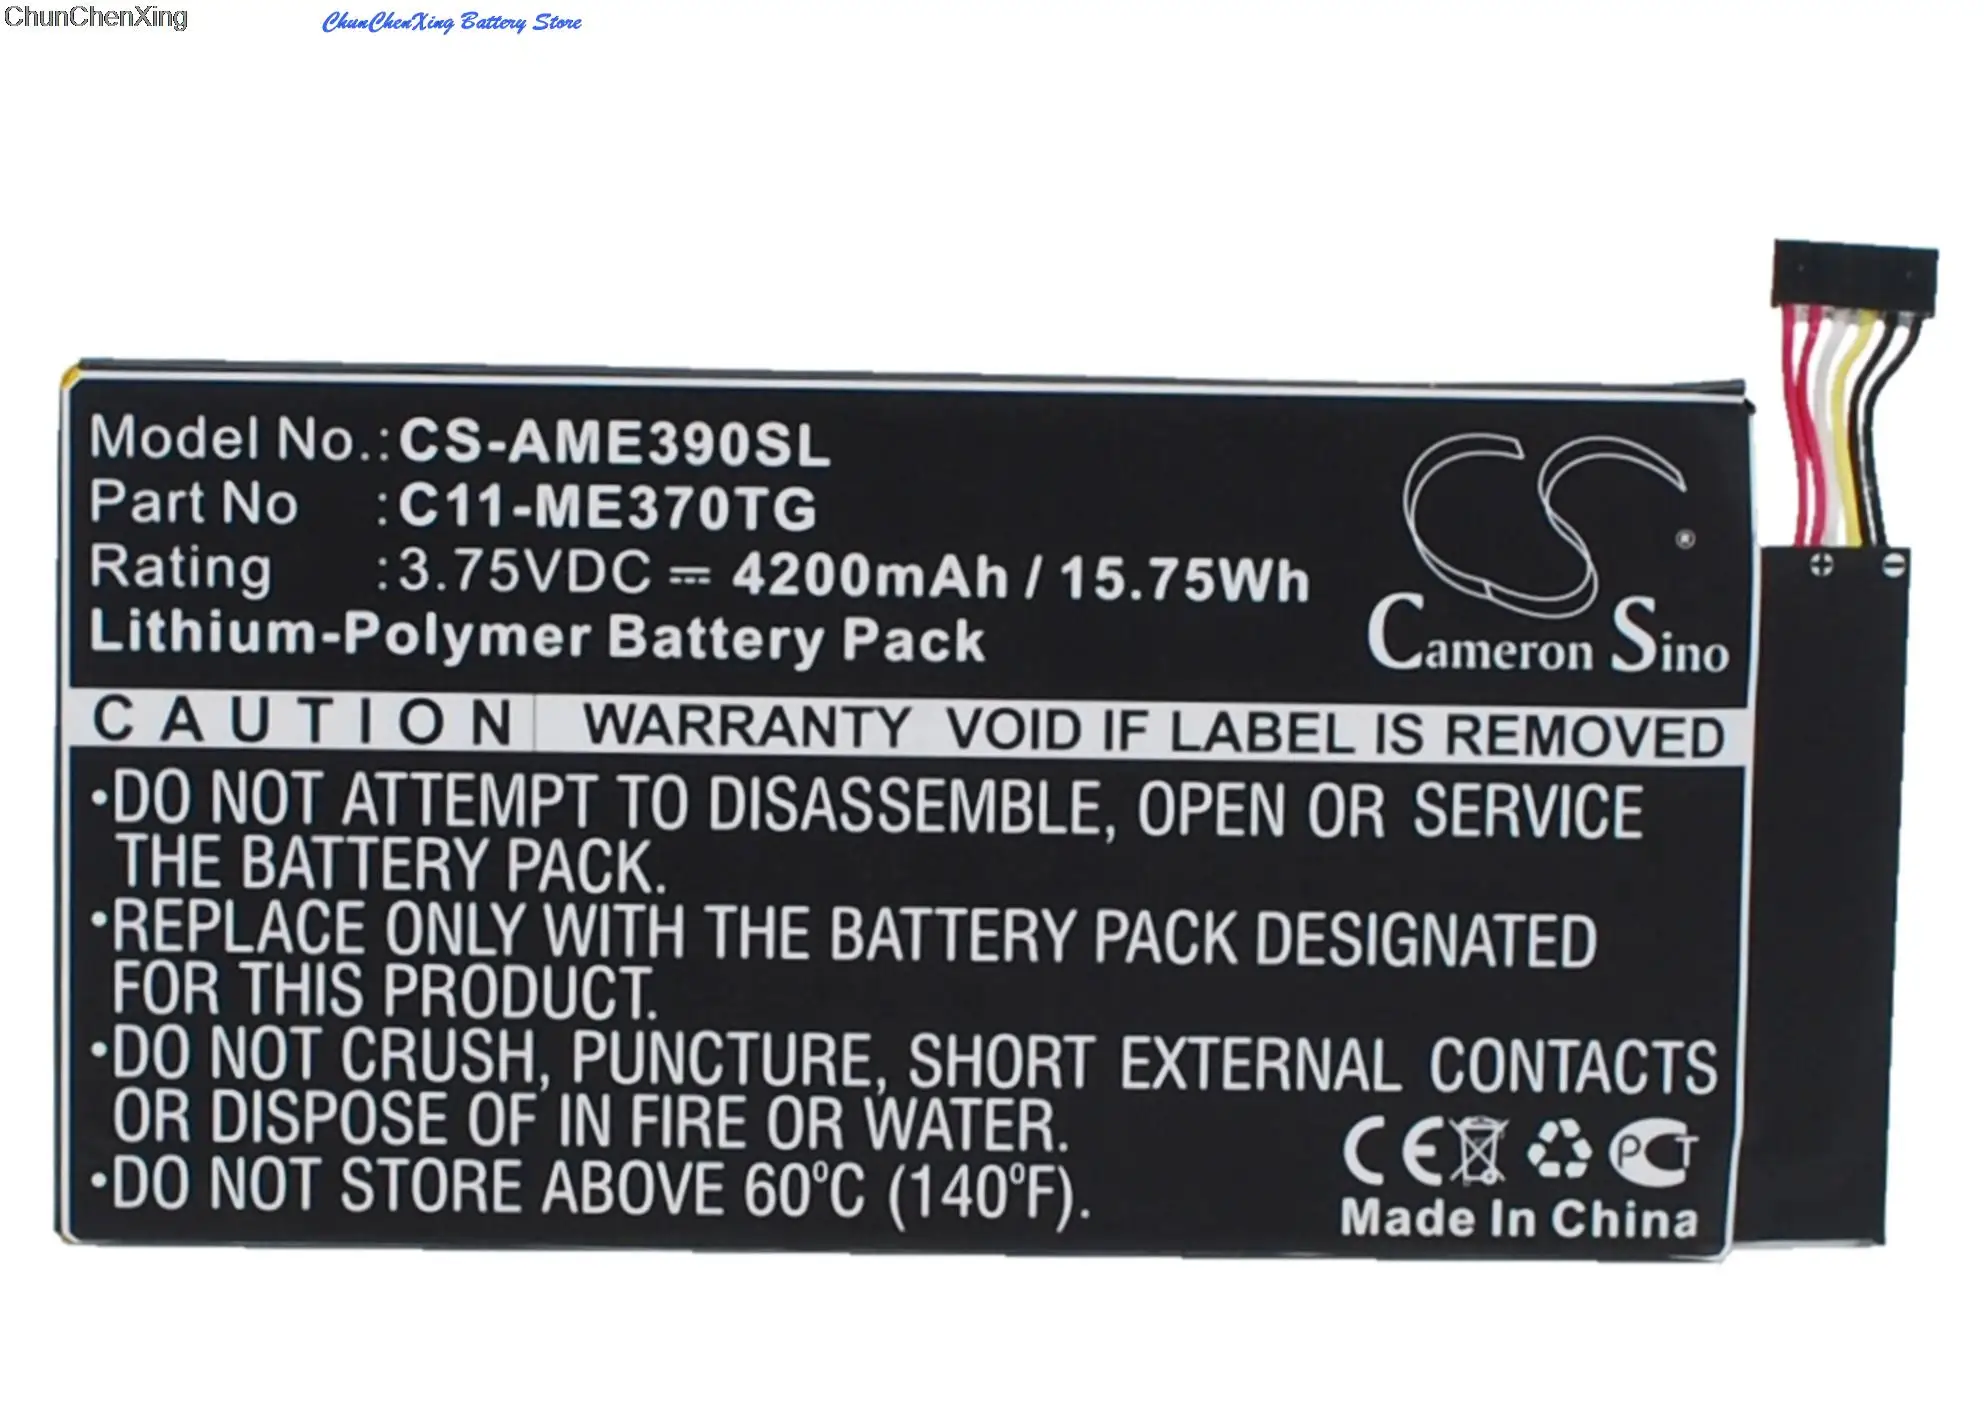 ChunChenXing
ChunChenXing Battery Store
Model No.: CS-AME390SL
Part No : C11-ME370TG
Rating : 3.75VDC ⎓ 4200mAh / 15.75Wh
Lithium-Polymer Battery Pack
CS ®
Cameron Sino
CAUTION WARRANTY VOID IF LABEL IS REMOVED
•DO NOT ATTEMPT TO DISASSEMBLE, OPEN OR SERVICE
THE BATTERY PACK.
•REPLACE ONLY WITH THE BATTERY PACK DESIGNATED
FOR THIS PRODUCT.
•DO NOT CRUSH, PUNCTURE, SHORT EXTERNAL CONTACTS
OR DISPOSE OF IN FIRE OR WATER.
•DO NOT STORE ABOVE 60°C (140°F).
CE PCT
Made In China
+ −